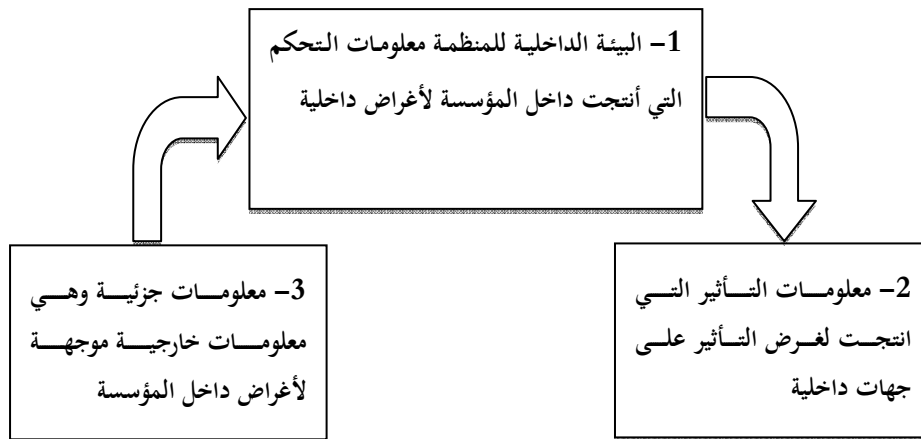 1- البيئة الداخلية للمنظمة معلومات التحكم
التي أنتجت داخل المؤسسة لأغراض داخلية
2- معلومات التأثير التي
انتجت لغرض التأثير على
جهات داخلية
3- معلومات جزئية وهي
معلومات خارجية موجهة
لأغراض داخل المؤسسة